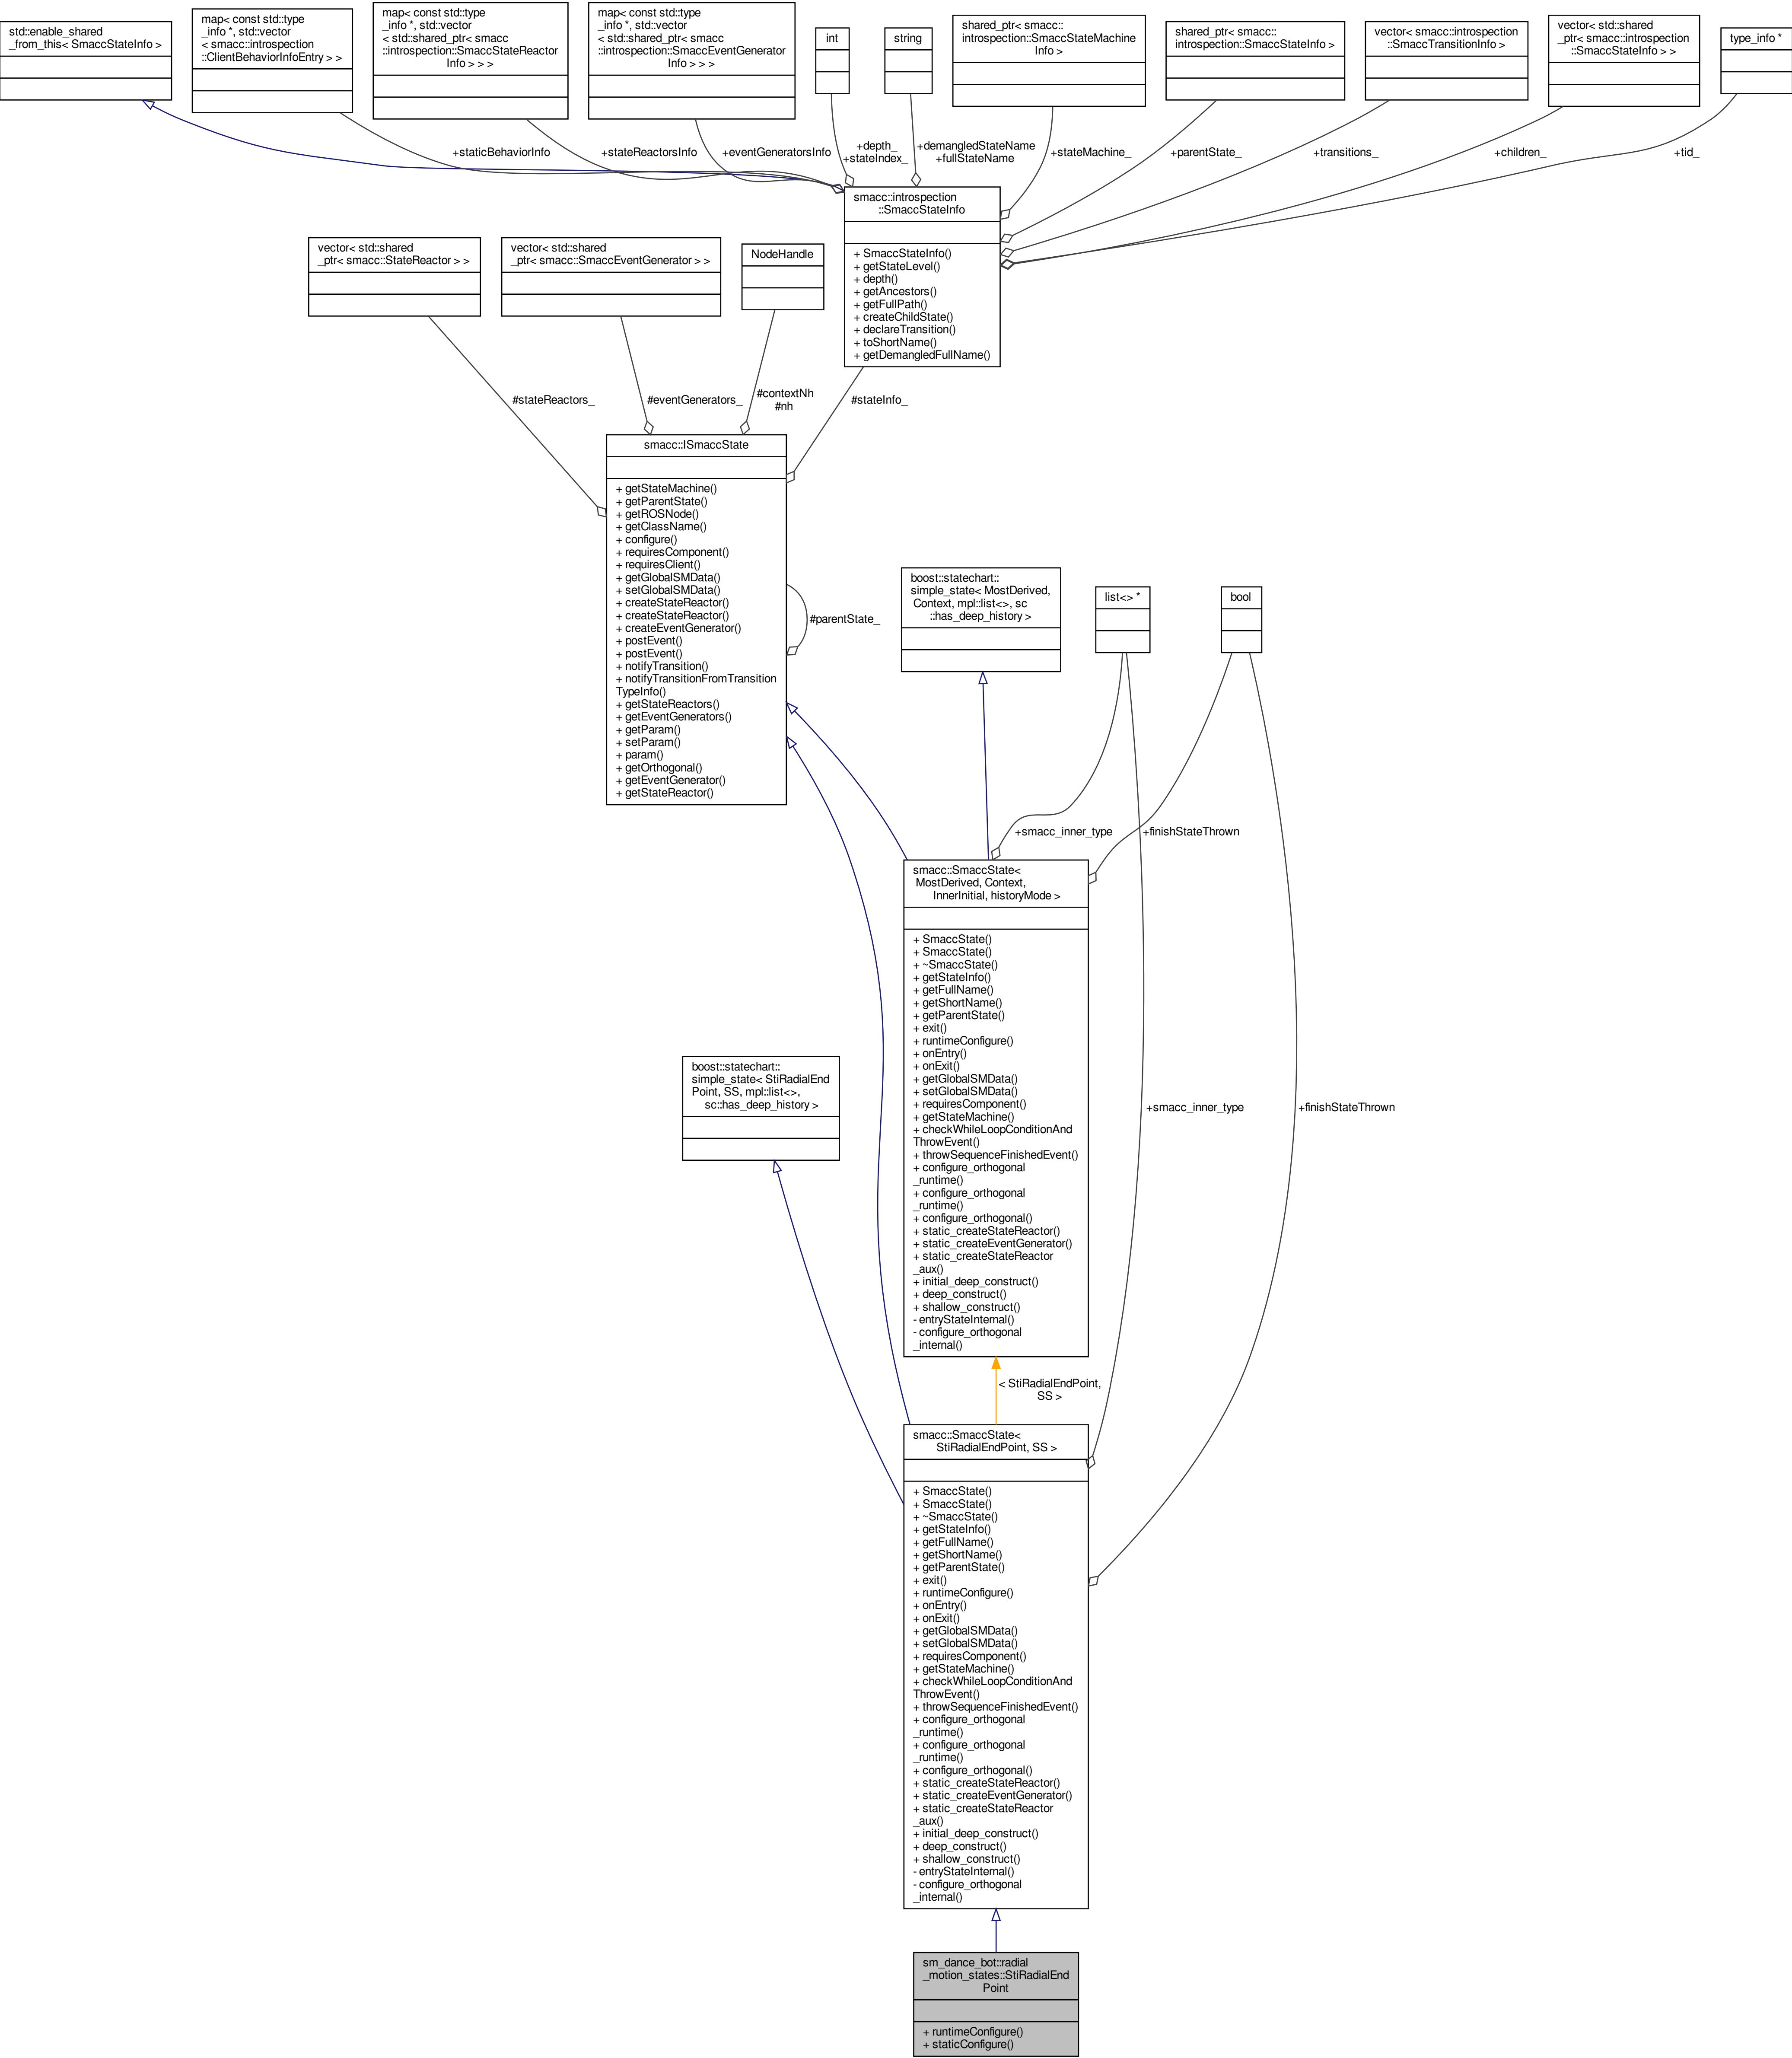 std::enable_shared
_from_this< SmaccStateInfo >
map< const std::type
_info *, std::vector
< smacc::introspection
::ClientBehaviorInfoEntry > >
map< const std::type
_info *, std::vector
< std::shared_ptr< smacc
::introspection::SmaccStateReactor
Info > > >
map< const std::type
_info *, std::vector
< std::shared_ptr< smacc
::introspection::SmaccEventGenerator
Info > > >
int
string
shared_ptr< smacc::
introspection::SmaccStateMachine
Info >
shared_ptr< smacc::
introspection::SmaccStateInfo >
vector< smacc::introspection
::SmaccTransitionInfo >
vector< std::shared
_ptr< smacc::introspection
::SmaccStateInfo > >
type_info *
+staticBehaviorInfo
+stateReactorsInfo
+eventGeneratorsInfo
+depth_
+stateIndex_
+demangledStateName
+fullStateName
+stateMachine_
+parentState_
+transitions_
+children_
+tid_
smacc::introspection
::SmaccStateInfo
+ SmaccStateInfo()
+ getStateLevel()
+ depth()
+ getAncestors()
+ getFullPath()
+ createChildState()
+ declareTransition()
+ toShortName()
+ getDemangledFullName()
vector< std::shared
_ptr< smacc::StateReactor > >
vector< std::shared
_ptr< smacc::SmaccEventGenerator > >
NodeHandle
#stateReactors_
#eventGenerators_
#contextNh
#nh
#stateInfo_
smacc::ISmaccState
+ getStateMachine()
+ getParentState()
+ getROSNode()
+ getClassName()
+ configure()
+ requiresComponent()
+ requiresClient()
+ getGlobalSMData()
+ setGlobalSMData()
+ createStateReactor()
+ createStateReactor()
+ createEventGenerator()
+ postEvent()
+ postEvent()
+ notifyTransition()
+ notifyTransitionFromTransition
TypeInfo()
+ getStateReactors()
+ getEventGenerators()
+ getParam()
+ setParam()
+ param()
+ getOrthogonal()
+ getEventGenerator()
+ getStateReactor()
#parentState_
boost::statechart::
simple_state< MostDerived,
Context, mpl::list<>, sc
::has_deep_history >
list<> *
bool
+smacc_inner_type
+finishStateThrown
smacc::SmaccState<
MostDerived, Context,
InnerInitial, historyMode >
+ SmaccState()
+ SmaccState()
+ ~SmaccState()
+ getStateInfo()
+ getFullName()
+ getShortName()
+ getParentState()
+ exit()
+ runtimeConfigure()
+ onEntry()
+ onExit()
+ getGlobalSMData()
+ setGlobalSMData()
+ requiresComponent()
+ getStateMachine()
+ checkWhileLoopConditionAnd
ThrowEvent()
+ throwSequenceFinishedEvent()
+ configure_orthogonal
_runtime()
+ configure_orthogonal
_runtime()
+ configure_orthogonal()
+ static_createStateReactor()
+ static_createEventGenerator()
+ static_createStateReactor
_aux()
+ initial_deep_construct()
+ deep_construct()
+ shallow_construct()
- entryStateInternal()
- configure_orthogonal
_internal()
boost::statechart::
simple_state< StiRadialEnd
Point, SS, mpl::list<>,
sc::has_deep_history >
+smacc_inner_type
+finishStateThrown
< StiRadialEndPoint,
SS >
smacc::SmaccState<
StiRadialEndPoint, SS >
+ SmaccState()
+ SmaccState()
+ ~SmaccState()
+ getStateInfo()
+ getFullName()
+ getShortName()
+ getParentState()
+ exit()
+ runtimeConfigure()
+ onEntry()
+ onExit()
+ getGlobalSMData()
+ setGlobalSMData()
+ requiresComponent()
+ getStateMachine()
+ checkWhileLoopConditionAnd
ThrowEvent()
+ throwSequenceFinishedEvent()
+ configure_orthogonal
_runtime()
+ configure_orthogonal
_runtime()
+ configure_orthogonal()
+ static_createStateReactor()
+ static_createEventGenerator()
+ static_createStateReactor
_aux()
+ initial_deep_construct()
+ deep_construct()
+ shallow_construct()
- entryStateInternal()
- configure_orthogonal
_internal()
sm_dance_bot::radial
_motion_states::StiRadialEnd
Point
+ runtimeConfigure()
+ staticConfigure()